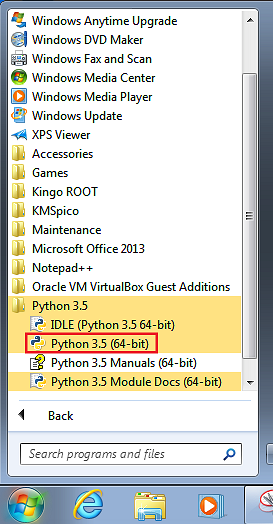 Windows Anytime Upgrade
Windows DVD Maker
Windows Fax and Scan
Windows Media Center
Windows Media Player
Windows Update
XPS Viewer
Accessories
Games
Kingo ROOT
KMSpico
Maintenance
Microsoft Office 2013
Notepad++
Oracle VM VirtualBox Guest Additions
Python 3.5
IDLE (Python 3.5 64-bit)
Python 3.5 (64-bit)
Python 3.5 Manuals (64-bit)
Python 3.5 Module Docs (64-bit)
Back
Search programs and files